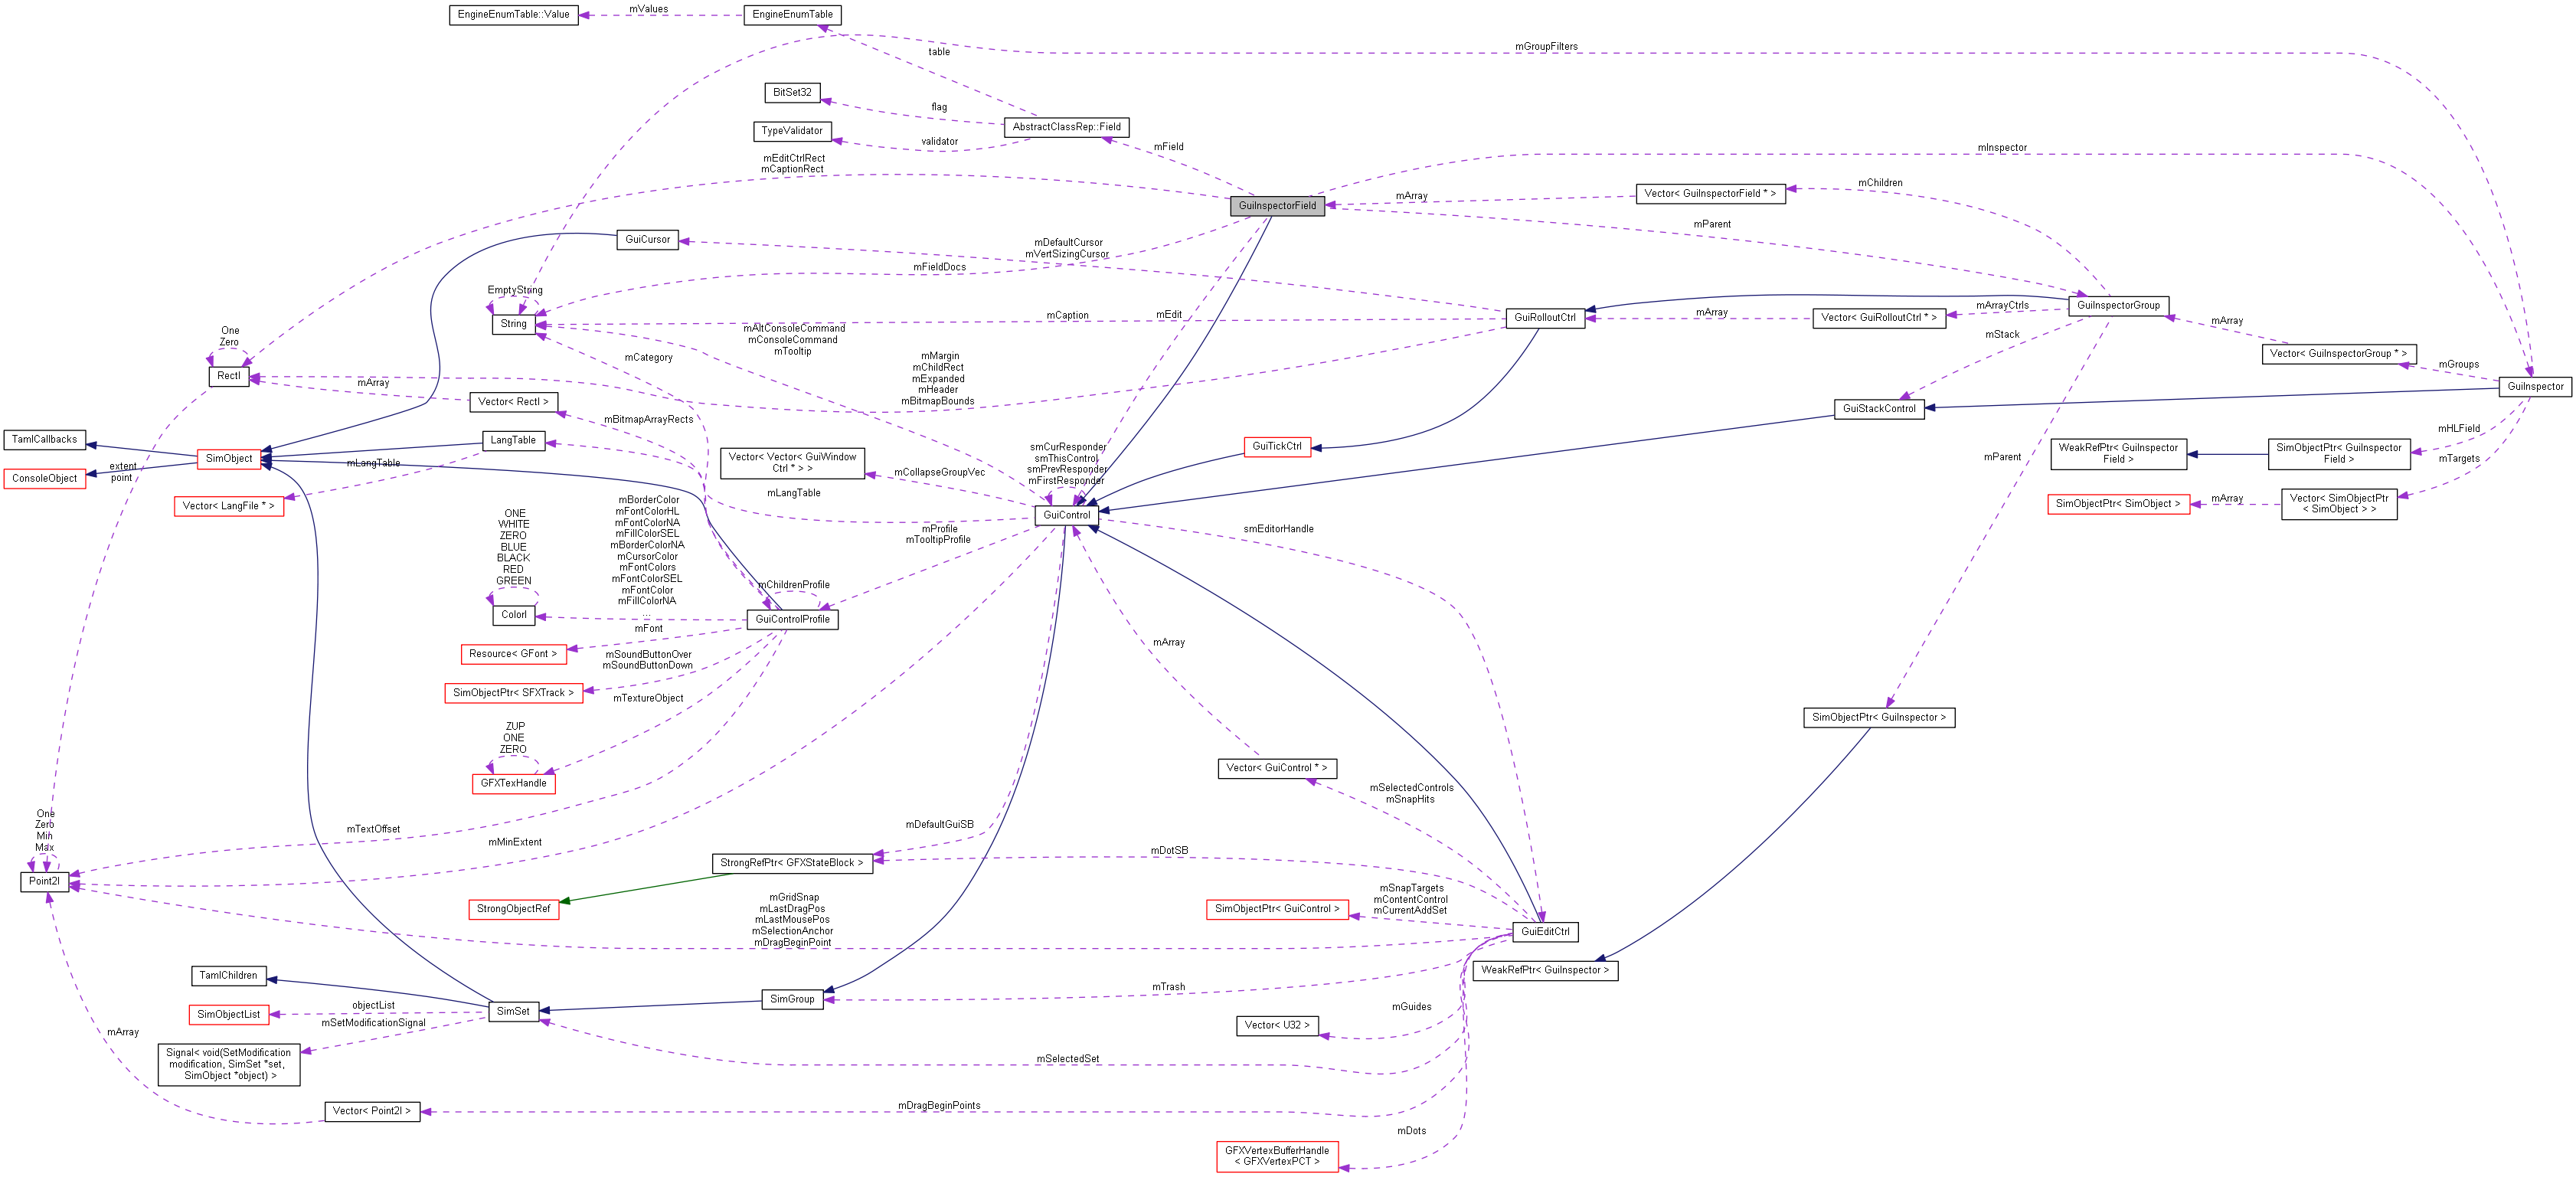 EngineEnumTable::Value
mValues
EngineEnumTable
mGroupFilters
table
BitSet32
flag
AbstractClassRep::Field
TypeValidator
validator
mField
mInspector
mEditCtrlRect
mCaptionRect
mChildren
Vector< GuiInspectorField * >
mArray
GuiInspectorField
mParent
GuiCursor
mDefaultCursor
mVertSizingCursor
mFieldDocs
EmptyString
String
mAltConsoleCommand
mConsoleCommand
mTooltip
mCaption
mEdit
GuiRolloutCtrl
mArray
Vector< GuiRolloutCtrl * >
mArrayCtrls
GuiInspectorGroup
mArray
mStack
Vector< GuiInspectorGroup * >
mGroups
GuiInspector
One
Zero
RectI
mArray
mCategory
mMargin
mChildRect
mExpanded
mHeader
mBitmapBounds
Vector< RectI >
mBitmapArrayRects
GuiStackControl
mHLField
TamlCallbacks
LangTable
SimObject
ConsoleObject
extent
point
mLangTable
Vector< LangFile * >
Vector< Vector< GuiWindow
Ctrl * > >
mCollapseGroupVec
smCurResponder
smThisControl
smPrevResponder
mFirstResponder
GuiTickCtrl
WeakRefPtr< GuiInspector
Field >
SimObjectPtr< GuiInspector
Field >
mTargets
mParent
mLangTable
SimObjectPtr< SimObject >
mArray
Vector< SimObjectPtr
< SimObject > >
GuiControl
smEditorHandle
ONE
WHITE
ZERO
BLUE
BLACK
RED
GREEN
ColorI
mBorderColor
mFontColorHL
mFontColorNA
mFillColorSEL
mBorderColorNA
mCursorColor
mFontColors
mFontColorSEL
mFontColor
mFillColorNA
...
mProfile
mTooltipProfile
mChildrenProfile
GuiControlProfile
mFont
Resource< GFont >
mSoundButtonOver
mSoundButtonDown
SimObjectPtr< SFXTrack >
mTextureObject
mArray
SimObjectPtr< GuiInspector >
ZUP
ONE
ZERO
GFXTexHandle
Vector< GuiControl * >
mSelectedControls
mSnapHits
One
Zero
Min
Max
Point2I
mTextOffset
mMinExtent
mDefaultGuiSB
mDotSB
StrongRefPtr< GFXStateBlock >
StrongObjectRef
mGridSnap
mLastDragPos
mLastMousePos
mSelectionAnchor
mDragBeginPoint
SimObjectPtr< GuiControl >
mSnapTargets
mContentControl
mCurrentAddSet
GuiEditCtrl
WeakRefPtr< GuiInspector >
TamlChildren
SimGroup
mTrash
objectList
SimObjectList
SimSet
mSetModificationSignal
Vector< U32 >
mGuides
mArray
Signal< void(SetModification
modification, SimSet *set,
SimObject *object) >
mSelectedSet
Vector< Point2I >
mDragBeginPoints
mDots
GFXVertexBufferHandle
< GFXVertexPCT >